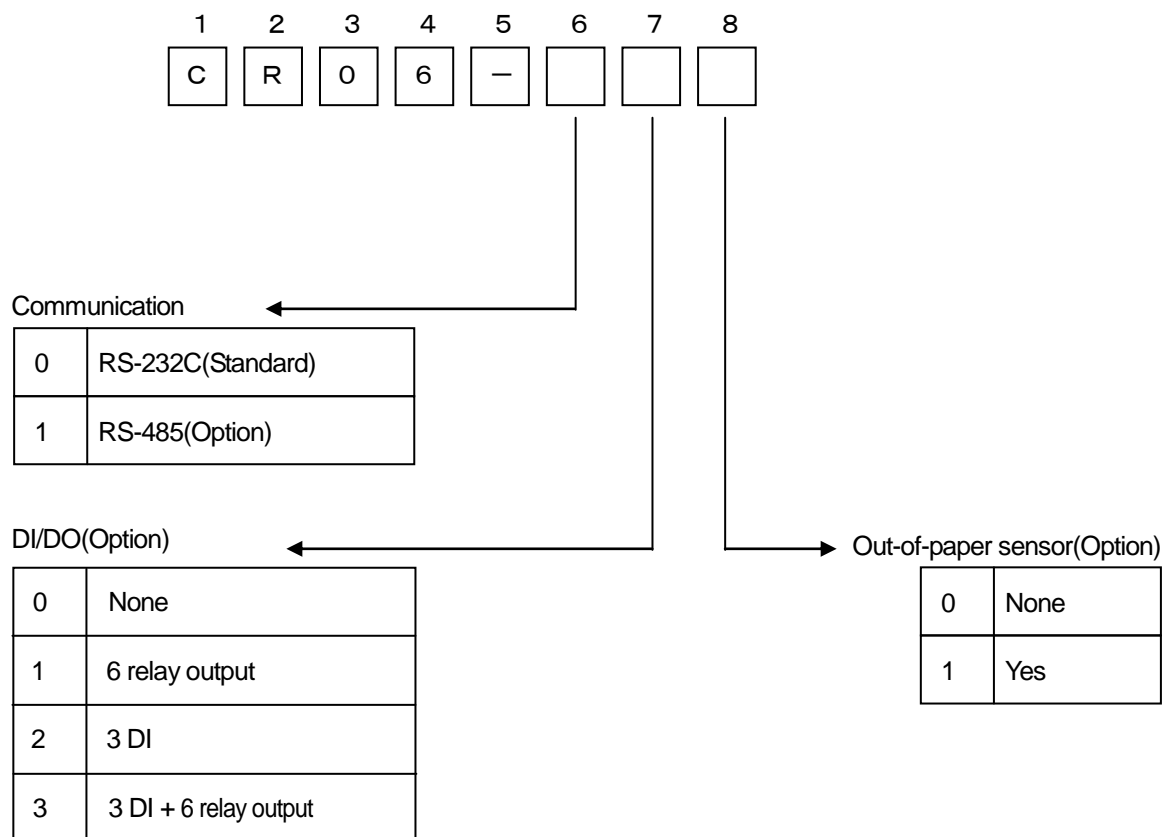 1 2 3 4 5 6 7 8
C R 0 6 －
Communication
0 RS-232C(Standard)
1 RS-485(Option)
DI/DO(Option)
0 None
1 6 relay output
2 3 DI
3 3 DI + 6 relay output
Out-of-paper sensor(Option)
0 None
1 Yes